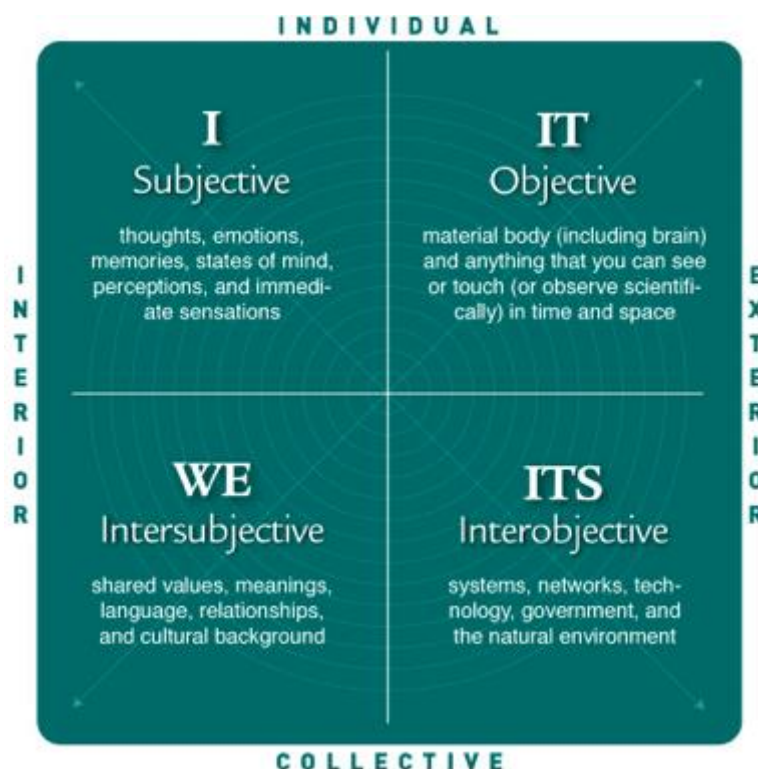 INDIVIDUAL
I
Subjective
thoughts, emotions,
memories, states of mind,
perceptions, and immedi-
ate sensations
IT
Objective
material body (including brain)
and anything that you can see
or touch (or observe scientifi-
cally) in time and space
INTERIOR
EXTERIOR
WE
Intersubjective
shared values, meanings,
language, relationships,
and cultural background
ITS
Interobjective
systems, networks, tech-
nology, government, and
the natural environment
COLLECTIVE